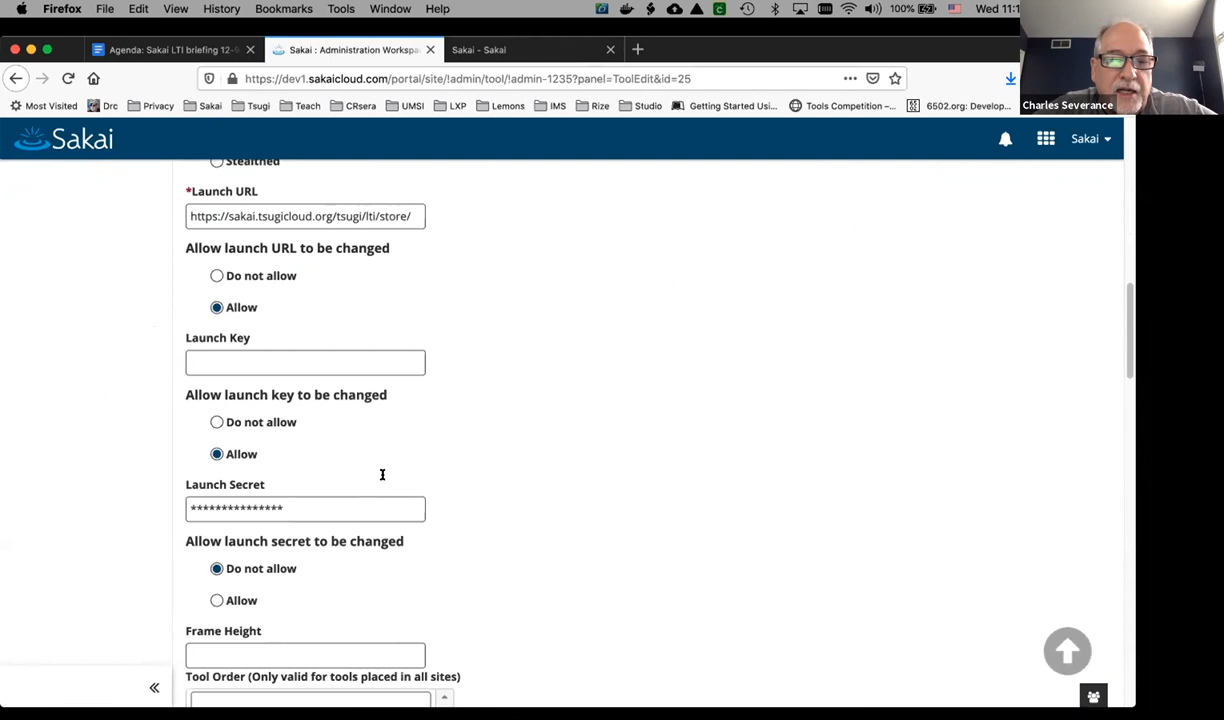 Firefox File Edit View History Bookmarks Tools Window Help 100% Wed 11:1
Agenda: Sakai LTI briefing 12-9 Sakai : Administration Workspa Sakai - Sakai
https://dev1.sakaicloud.com/portal/site/!admin/tool/!admin-1235?panel=ToolEdit&id=25
Most Visited Drc Privacy Sakai Tsugi Teach CRsera UMSI LXP Lemons IMS Rize Studio Getting Started Usi... Tools Competition -... 6502.org: Develop...
Charles Severance
Sakai Sakai
Stealthed
*Launch URL
https://sakai.tsugicloud.org/tsugi/lti/store/
Allow launch URL to be changed
Do not allow
Allow
Launch Key
Allow launch key to be changed
Do not allow
Allow
Launch Secret
***************
Allow launch secret to be changed
Do not allow
Allow
Frame Height
Tool Order (Only valid for tools placed in all sites)